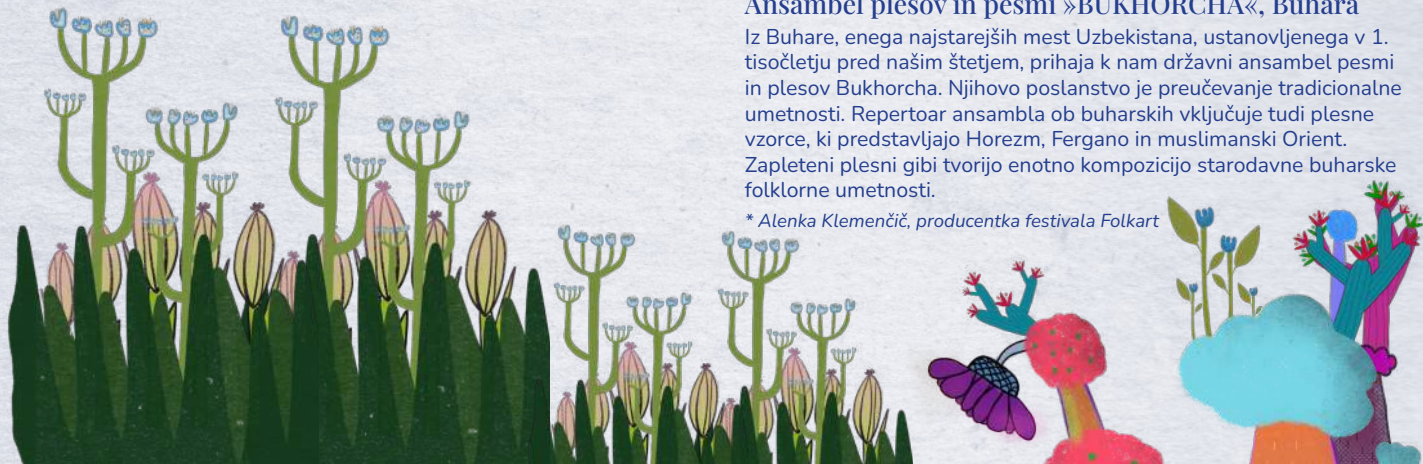 Ansambel plesov in pesmi »BUKHORCHA«, Buhara
Iz Buhare, enega najstarejših mest Uzbekistana, ustanovljenega v 1.
tisočletju pred našim štetjem, prihaja k nam državni ansambel pesmi
in plesov Bukhorcha. Njihovo poslanstvo je preučevanje tradicionalne
umetnosti. Repertoar ansambla ob buharskih vključuje tudi plesne
vzorce, ki predstavljajo Horezm, Fergano in muslimanski Orient.
Zapleteni plesni gibi tvorijo enotno kompozicijo starodavne buharske
folklorne umetnosti.
* Alenka Klemenčič, producentka festivala Folkart